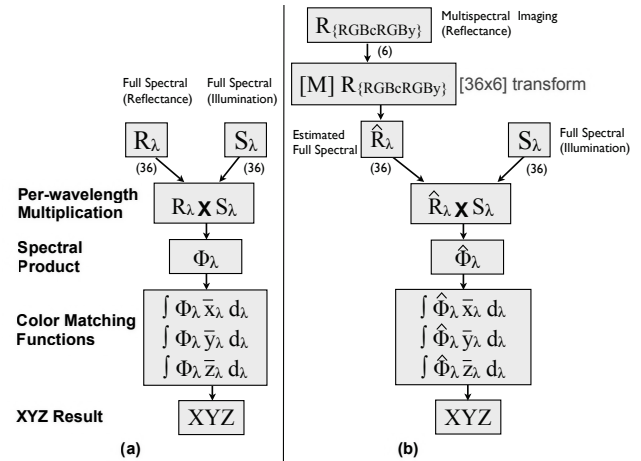 Full Spectral
(Reflectance)
Full Spectral
(Illumination)
Rλ
Sλ
(36)
(36)
Per-wavelength
Multiplication
Rλ X Sλ
Spectral
Product
Φλ
Color Matching
Functions
∫ Φλ x̅λ dλ
∫ Φλ y̅λ dλ
∫ Φλ z̅λ dλ
XYZ Result
XYZ
(a)
R{RGBcRGBy}
Multispectral Imaging
(Reflectance)
(6)
[M] R{RGBcRGBy}
[36x6] transform
Estimated
Full Spectral
R̂λ
Sλ
Full Spectral
(Illumination)
(36)
(36)
R̂λ X Sλ
Φ̂λ
∫ Φ̂λ x̅λ dλ
∫ Φ̂λ y̅λ dλ
∫ Φ̂λ z̅λ dλ
XYZ
(b)